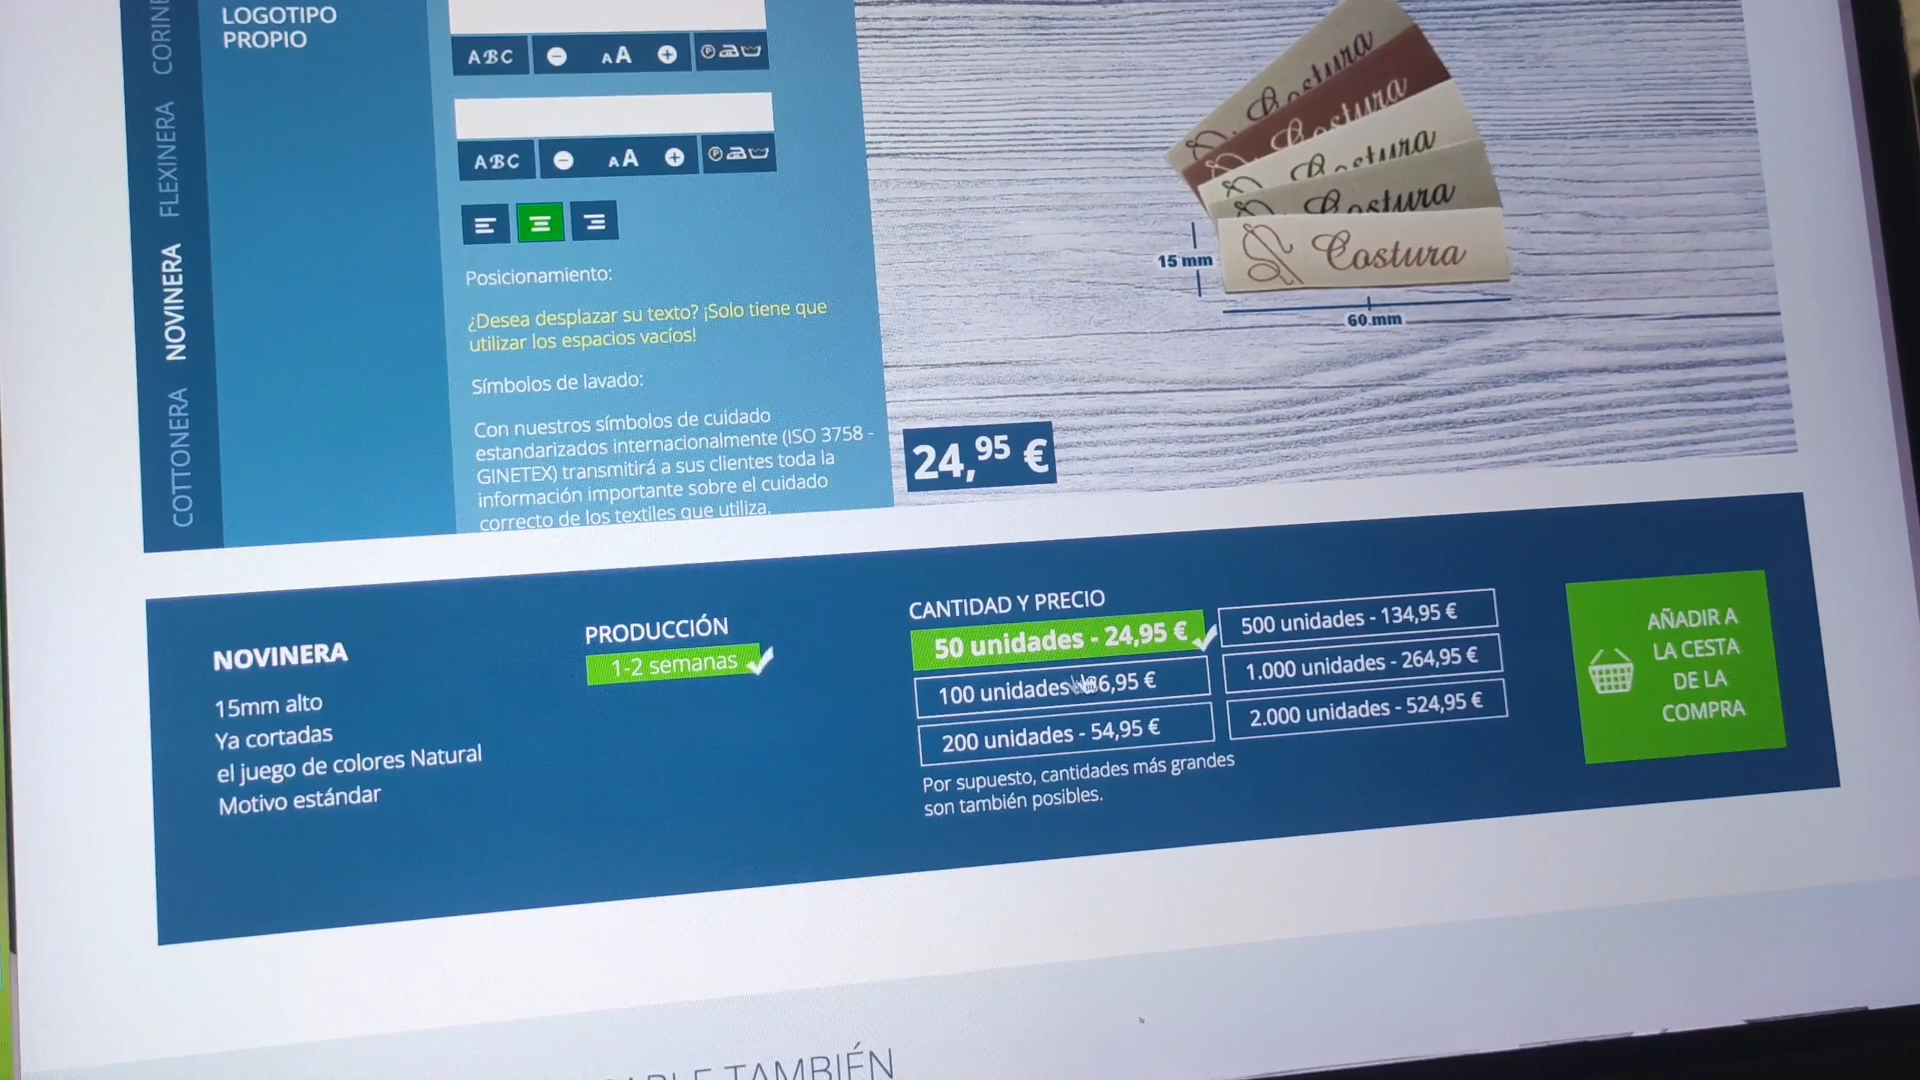 LOGOTIPO
PROPIO
ABC
AA
ABC
AA
FLEXINERA
NOVINERA
COTTONERA
Posicionamiento:
¿Desea desplazar su texto? ¡Solo tiene que
utilizar los espacios vacíos!
Símbolos de lavado:
Con nuestros símbolos de cuidado
estandarizados internacionalmente (ISO 3758 -
GINETEX) transmitirá a sus clientes toda la
información importante sobre el cuidado
correcto de los textiles que utiliza.
Costura
Costura
Costura
Costura
Costura
15 mm
60 mm
24,95 €
NOVINERA
15mm alto
Ya cortadas
el juego de colores Natural
Motivo estándar
PRODUCCIÓN
1-2 semanas
CANTIDAD Y PRECIO
50 unidades - 24,95 €
100 unidades 36,95 €
200 unidades - 54,95 €
500 unidades - 134,95 €
1.000 unidades - 264,95 €
2.000 unidades - 524,95 €
Por supuesto, cantidades más grandes
son también posibles.
AÑADIR A
LA CESTA
DE LA
COMPRA
TAMBIÉN